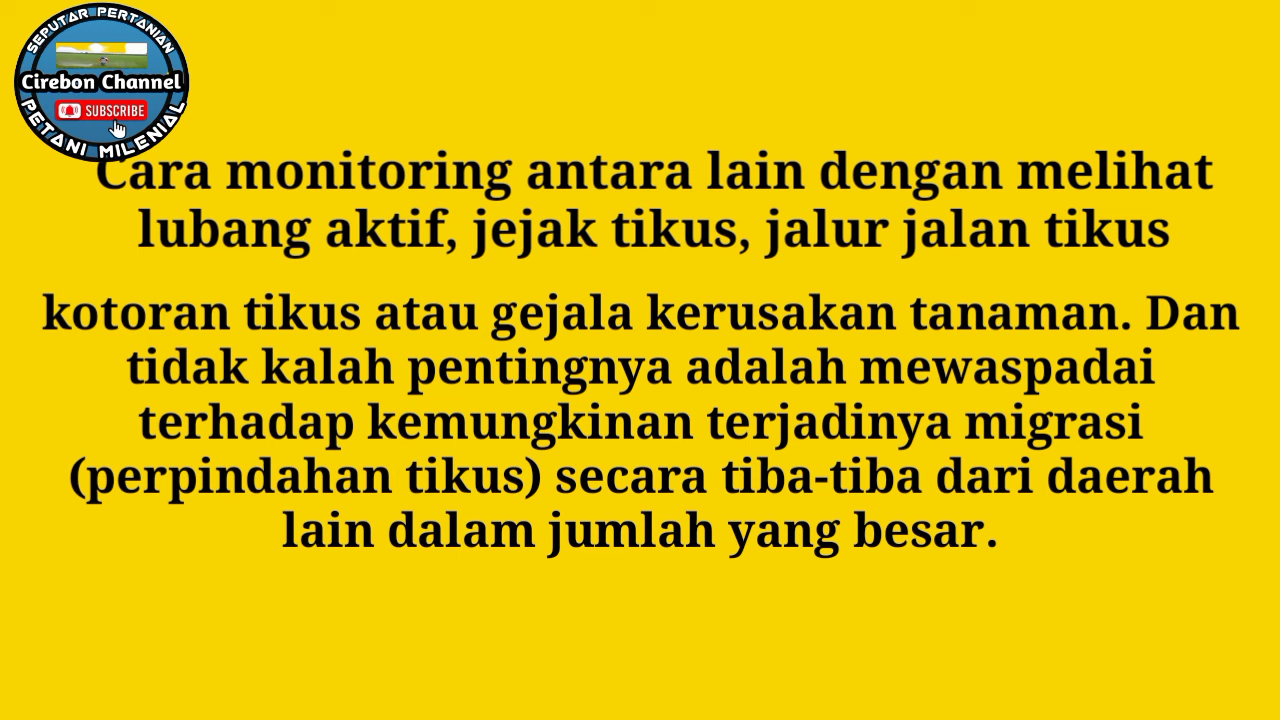 SEPUTAR PERTANIAN
Cirebon Channel
SUBSCRIBE
PETANI MILENIAL
Cara monitoring antara lain dengan melihat
lubang aktif, jejak tikus, jalur jalan tikus
kotoran tikus atau gejala kerusakan tanaman. Dan
tidak kalah pentingnya adalah mewaspadai
terhadap kemungkinan terjadinya migrasi
(perpindahan tikus) secara tiba-tiba dari daerah
lain dalam jumlah yang besar.